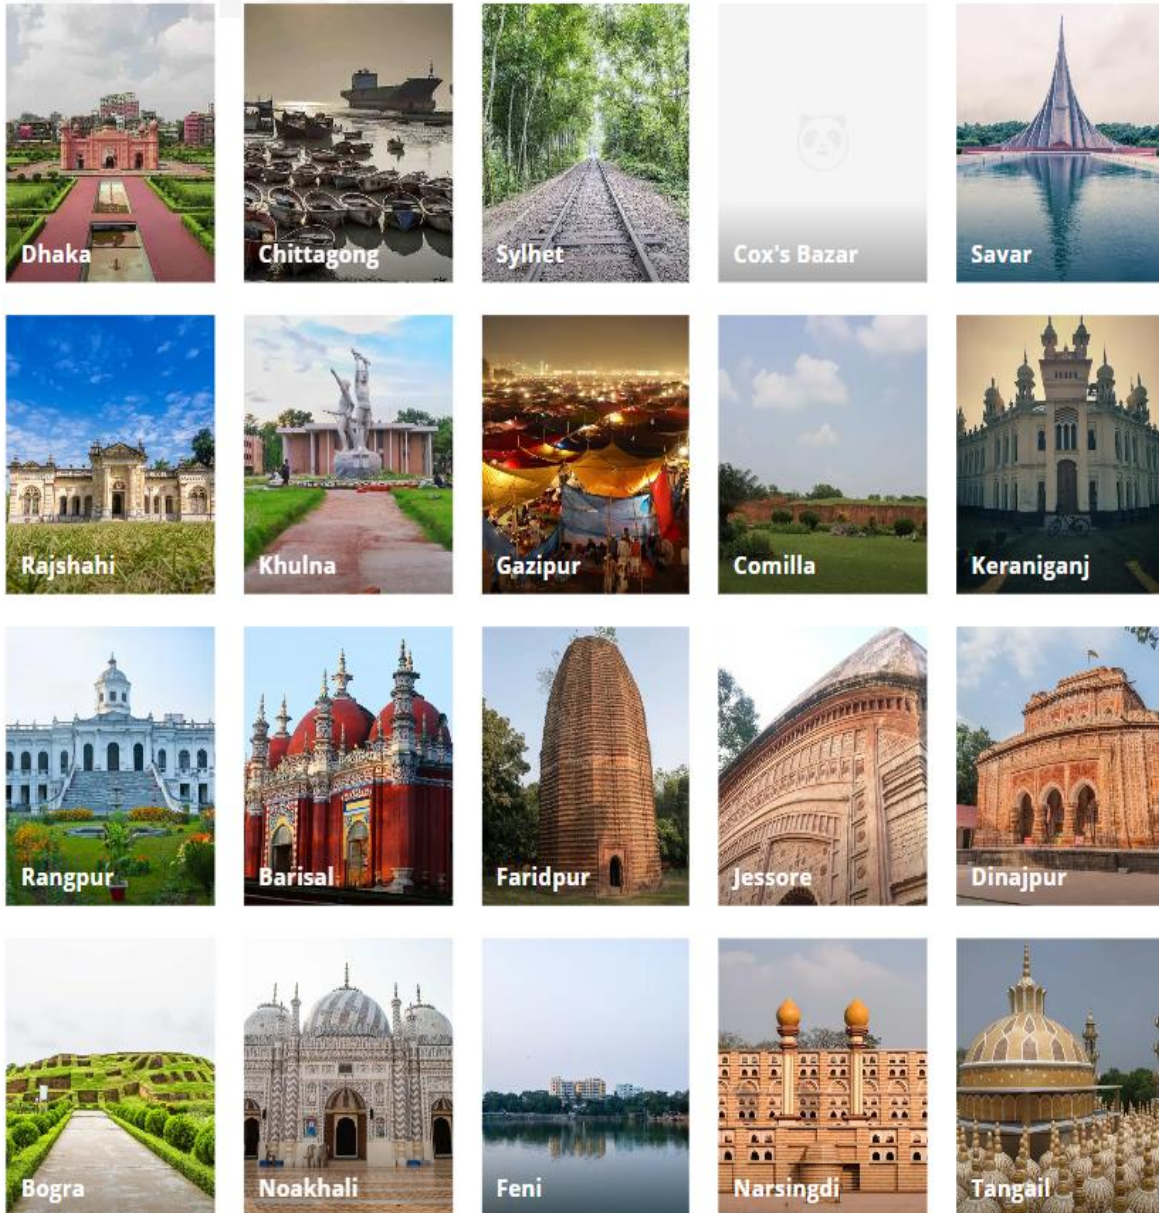 Dhaka
Chittagong
Sylhet
Cox's Bazar
Savar
Rajshahi
Khulna
Gazipur
Comilla
Keraniganj
Rangpur
Barisal
Faridpur
Jessore
Dinajpur
Bogra
Noakhali
Feni
Narsingdi
Tangail